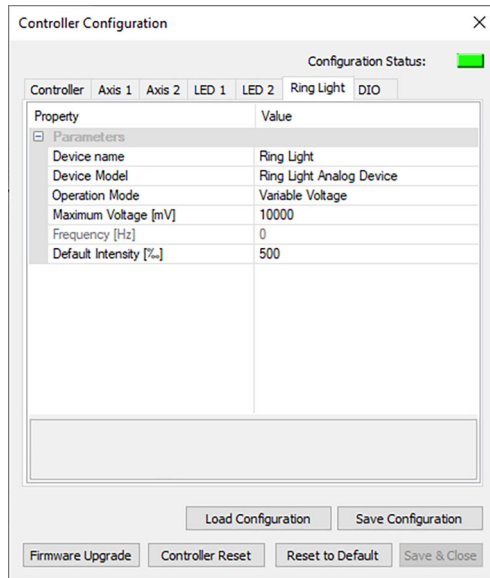 Controller Configuration
Configuration Status:
Controller Axis 1 Axis 2 LED 1 LED 2 Ring Light DIO
Property Value
Parameters
Device name Ring Light
Device Model Ring Light Analog Device
Operation Mode Variable Voltage
Maximum Voltage [mV] 10000
Frequency [Hz] 0
Default Intensity [‰] 500
Load Configuration Save Configuration
Firmware Upgrade Controller Reset Reset to Default Save & Close